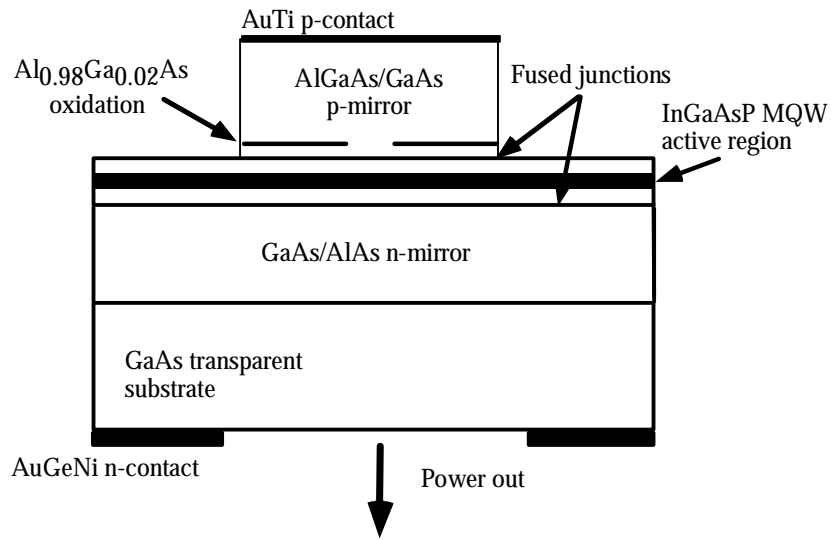 AuTi p-contact
Al0.98Ga0.02As
oxidation
AlGaAs/GaAs
p-mirror
Fused junctions
InGaAsP MQW
active region
GaAs/AlAs n-mirror
GaAs transparent
substrate
AuGeNi n-contact
Power out